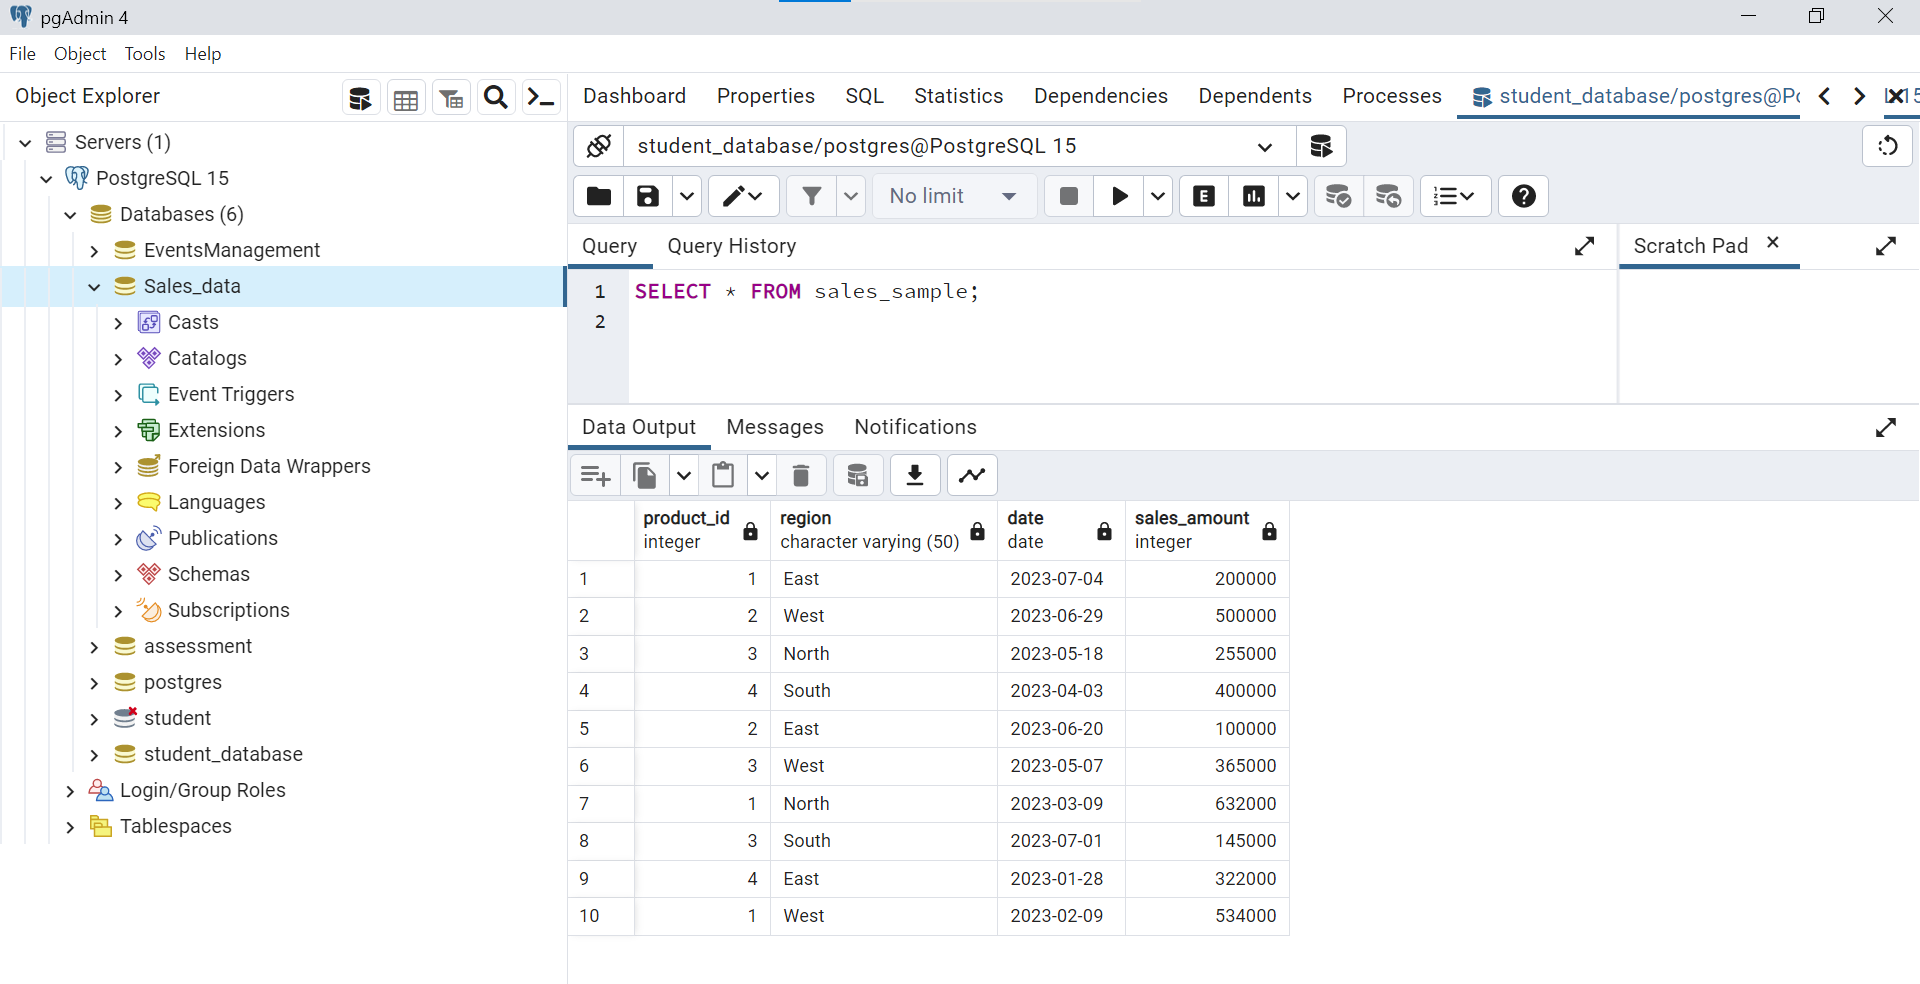 pgAdmin 4
File Object Tools Help
Object Explorer
Servers (1)
PostgreSQL 15
Databases (6)
EventsManagement
Sales_data
Casts
Catalogs
Event Triggers
Extensions
Foreign Data Wrappers
Languages
Publications
Schemas
Subscriptions
assessment
postgres
student
student_database
Login/Group Roles
Tablespaces
Dashboard Properties SQL Statistics Dependencies Dependents Processes student_database/postgres@Po 15
student_database/postgres@PostgreSQL 15
No limit E
Query Query History Scratch Pad
1 SELECT * FROM sales_sample;
2
Data Output Messages Notifications
product_id region date sales_amount
integer character varying (50) date integer
1 1 East 2023-07-04 200000
2 2 West 2023-06-29 500000
3 3 North 2023-05-18 255000
4 4 South 2023-04-03 400000
5 2 East 2023-06-20 100000
6 3 West 2023-05-07 365000
7 1 North 2023-03-09 632000
8 3 South 2023-07-01 145000
9 4 East 2023-01-28 322000
10 1 West 2023-02-09 534000